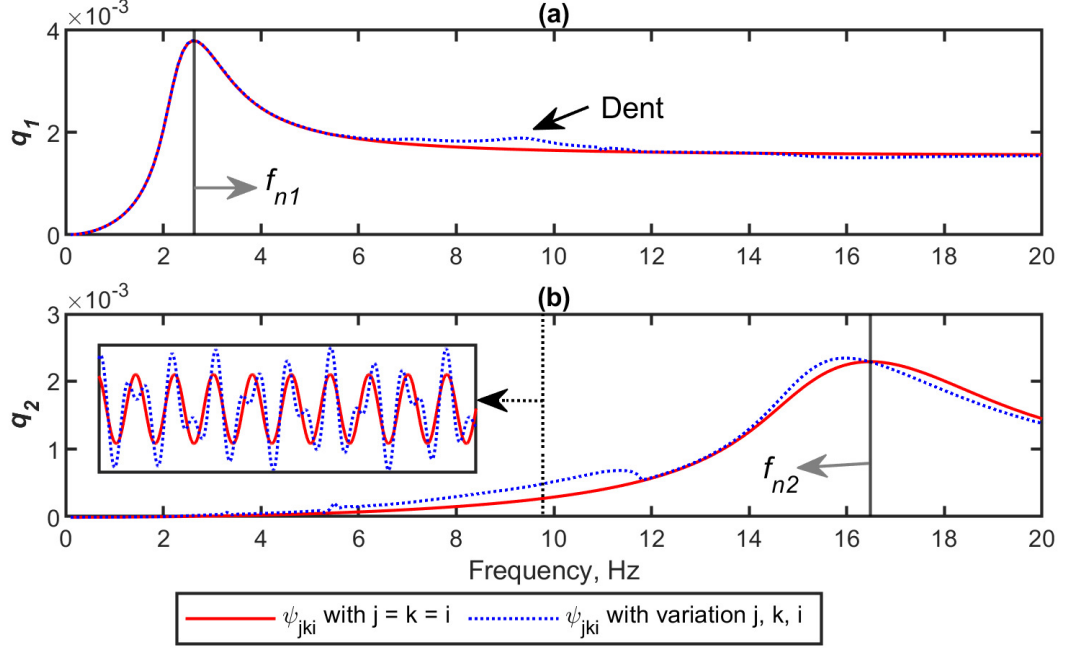 ×10⁻³
(a)
4
2
0
q₁
Dent
fₙ₁
0 2 4 6 8 10 12 14 16 18 20
×10⁻³
(b)
3
2
1
0
q₂
fₙ₂
0 2 4 6 8 10 12 14 16 18 20
Frequency, Hz
ψjki with j = k = i
ψjki with variation j, k, i